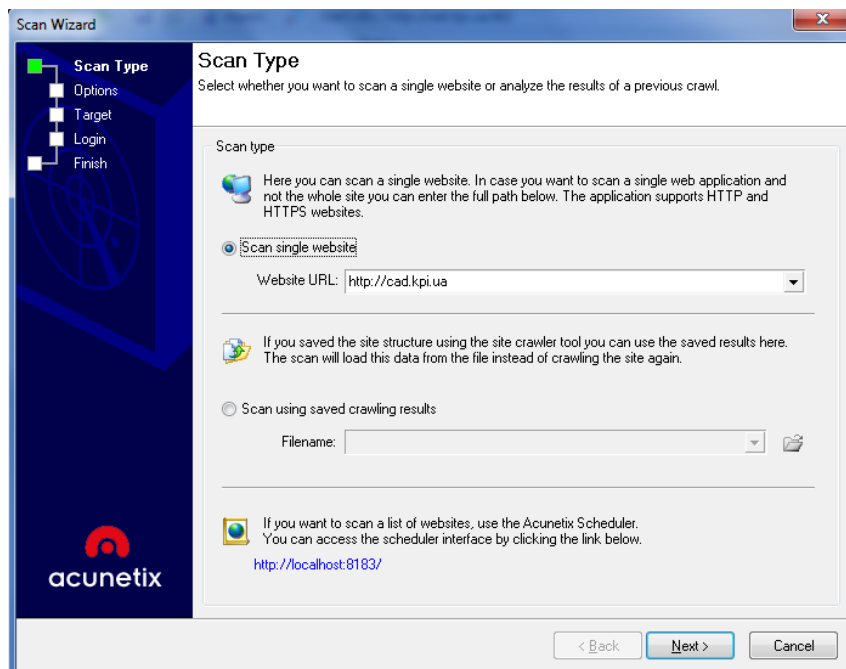 Scan Wizard
Scan Type
Options
Target
Login
Finish
Scan Type
Select whether you want to scan a single website or analyze the results of a previous crawl.
Scan type
Here you can scan a single website. In case you want to scan a single web application and
not the whole site you can enter the full path below. The application supports HTTP and
HTTPS websites.
Scan single website
Website URL: http://cad.kpi.ua
If you saved the site structure using the site crawler tool you can use the saved results here.
The scan will load this data from the file instead of crawling the site again.
Scan using saved crawling results
Filename:
If you want to scan a list of websites, use the Acunetix Scheduler.
You can access the scheduler interface by clicking the link below.
http://localhost:8183/
acunetix
< Back
Next >
Cancel